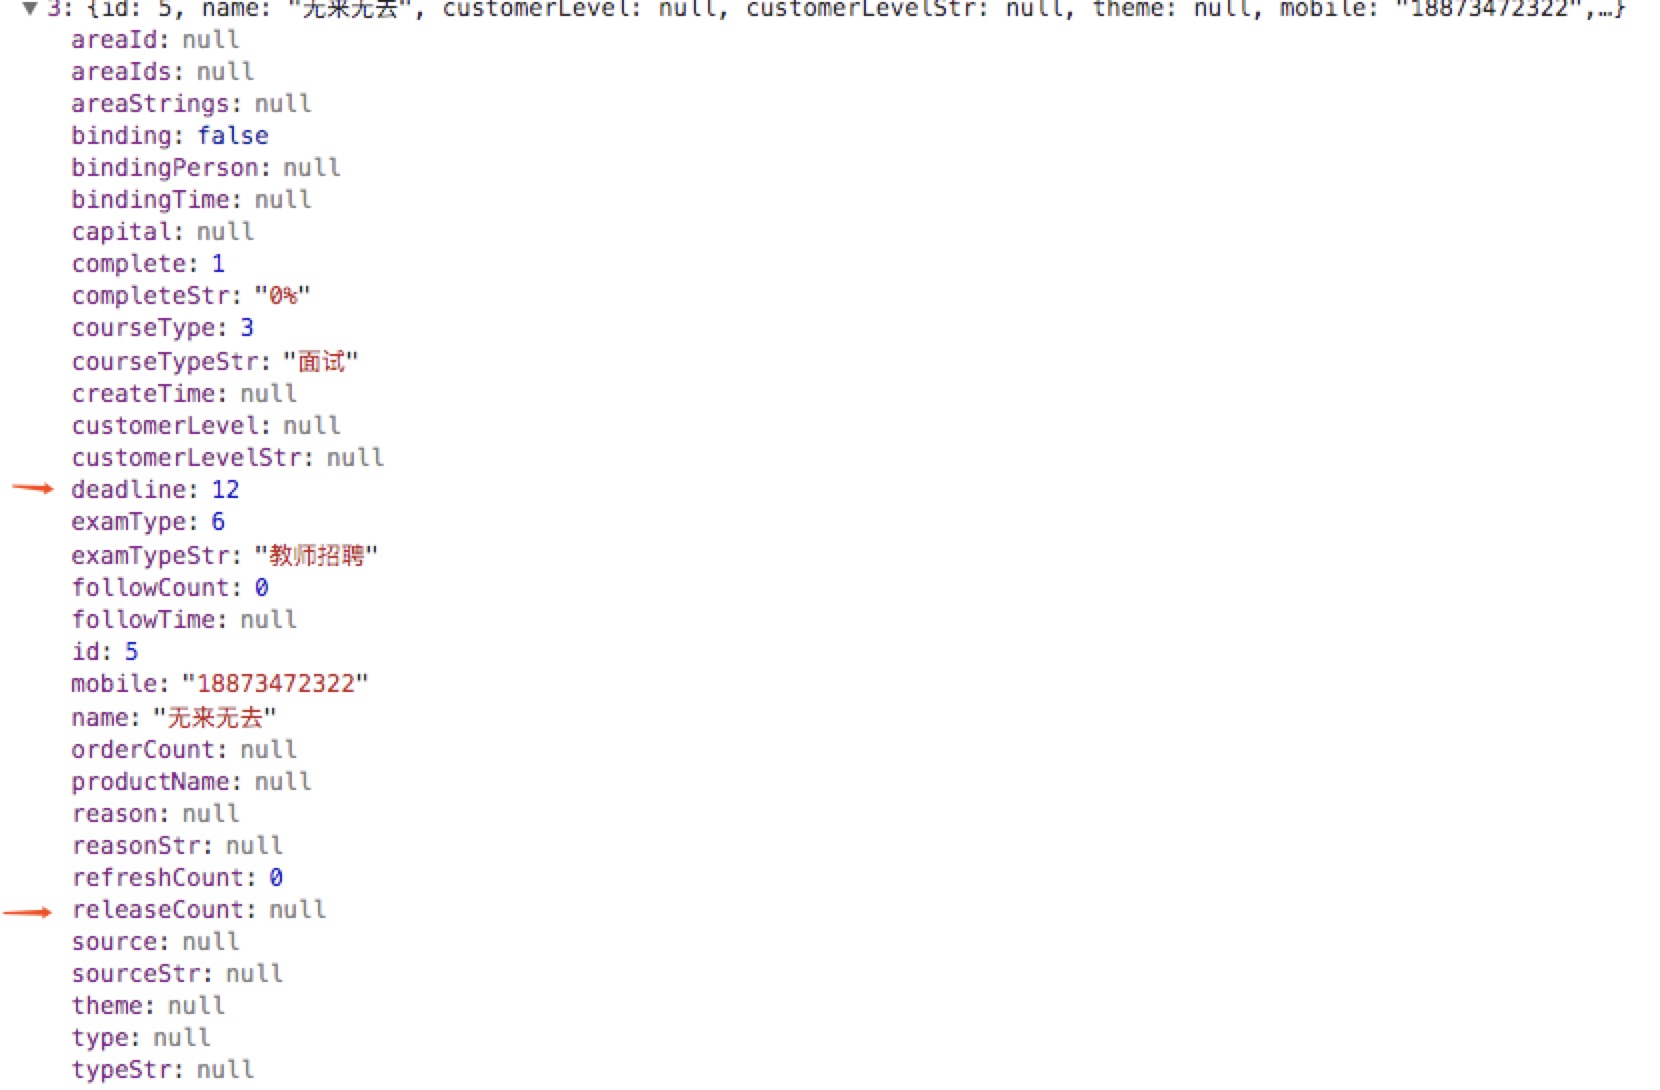 ▼3: {id: 5, name: "无来无去", customerLevel: null, customerLevelStr: null, theme: null, mobile: "18873472322",…}
areaId: null
areaIds: null
areaStrings: null
binding: false
bindingPerson: null
bindingTime: null
capital: null
complete: 1
completeStr: "0%"
courseType: 3
courseTypeStr: "面试"
createTime: null
customerLevel: null
customerLevelStr: null
deadline: 12
examType: 6
examTypeStr: "教师招聘"
followCount: 0
followTime: null
id: 5
mobile: "18873472322"
name: "无来无去"
orderCount: null
productName: null
reason: null
reasonStr: null
refreshCount: 0
releaseCount: null
source: null
sourceStr: null
theme: null
type: null
typeStr: null